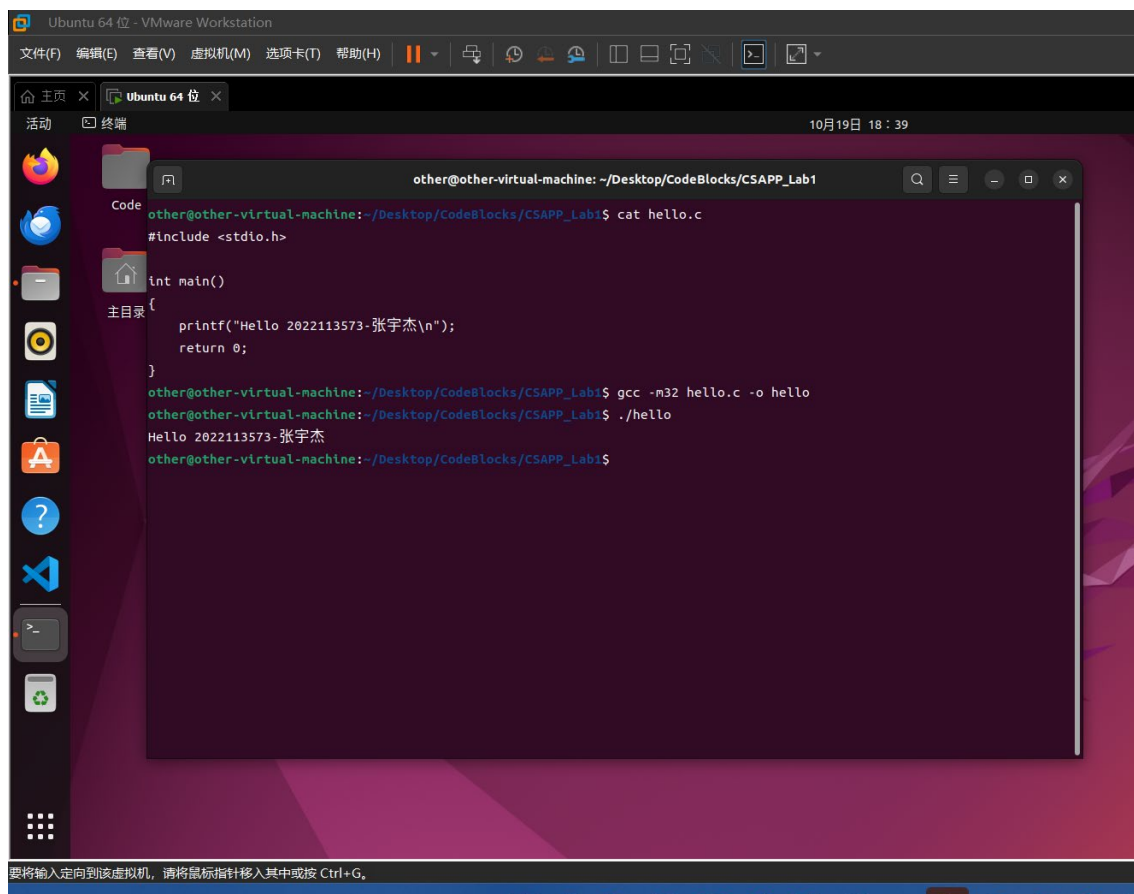 Ubuntu 64 位 - VMware Workstation
文件(F) 编辑(E) 查看(V) 虚拟机(M) 选项卡(T) 帮助(H)
主页 Ubuntu 64 位
活动 终端 10月19日 18：39
other@other-virtual-machine: ~/Desktop/CodeBlocks/CSAPP_Lab1
Code
主目录
other@other-virtual-machine:~/Desktop/CodeBlocks/CSAPP_Lab1$ cat hello.c
#include <stdio.h>
int main()
{
printf("Hello 2022113573-张宇杰\n");
return 0;
}
other@other-virtual-machine:~/Desktop/CodeBlocks/CSAPP_Lab1$ gcc -m32 hello.c -o hello
other@other-virtual-machine:~/Desktop/CodeBlocks/CSAPP_Lab1$ ./hello
Hello 2022113573-张宇杰
other@other-virtual-machine:~/Desktop/CodeBlocks/CSAPP_Lab1$
要将输入定向到该虚拟机，请将鼠标指针移入其中或按 Ctrl+G。